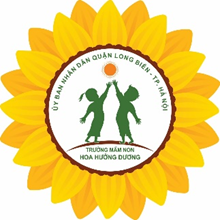 ỦY BAN NHÂN DÂN QUẬN LONG BIÊN - TP. HÀ NỘI
TRƯỜNG MẦM NON
HOA HƯỚNG DƯƠNG